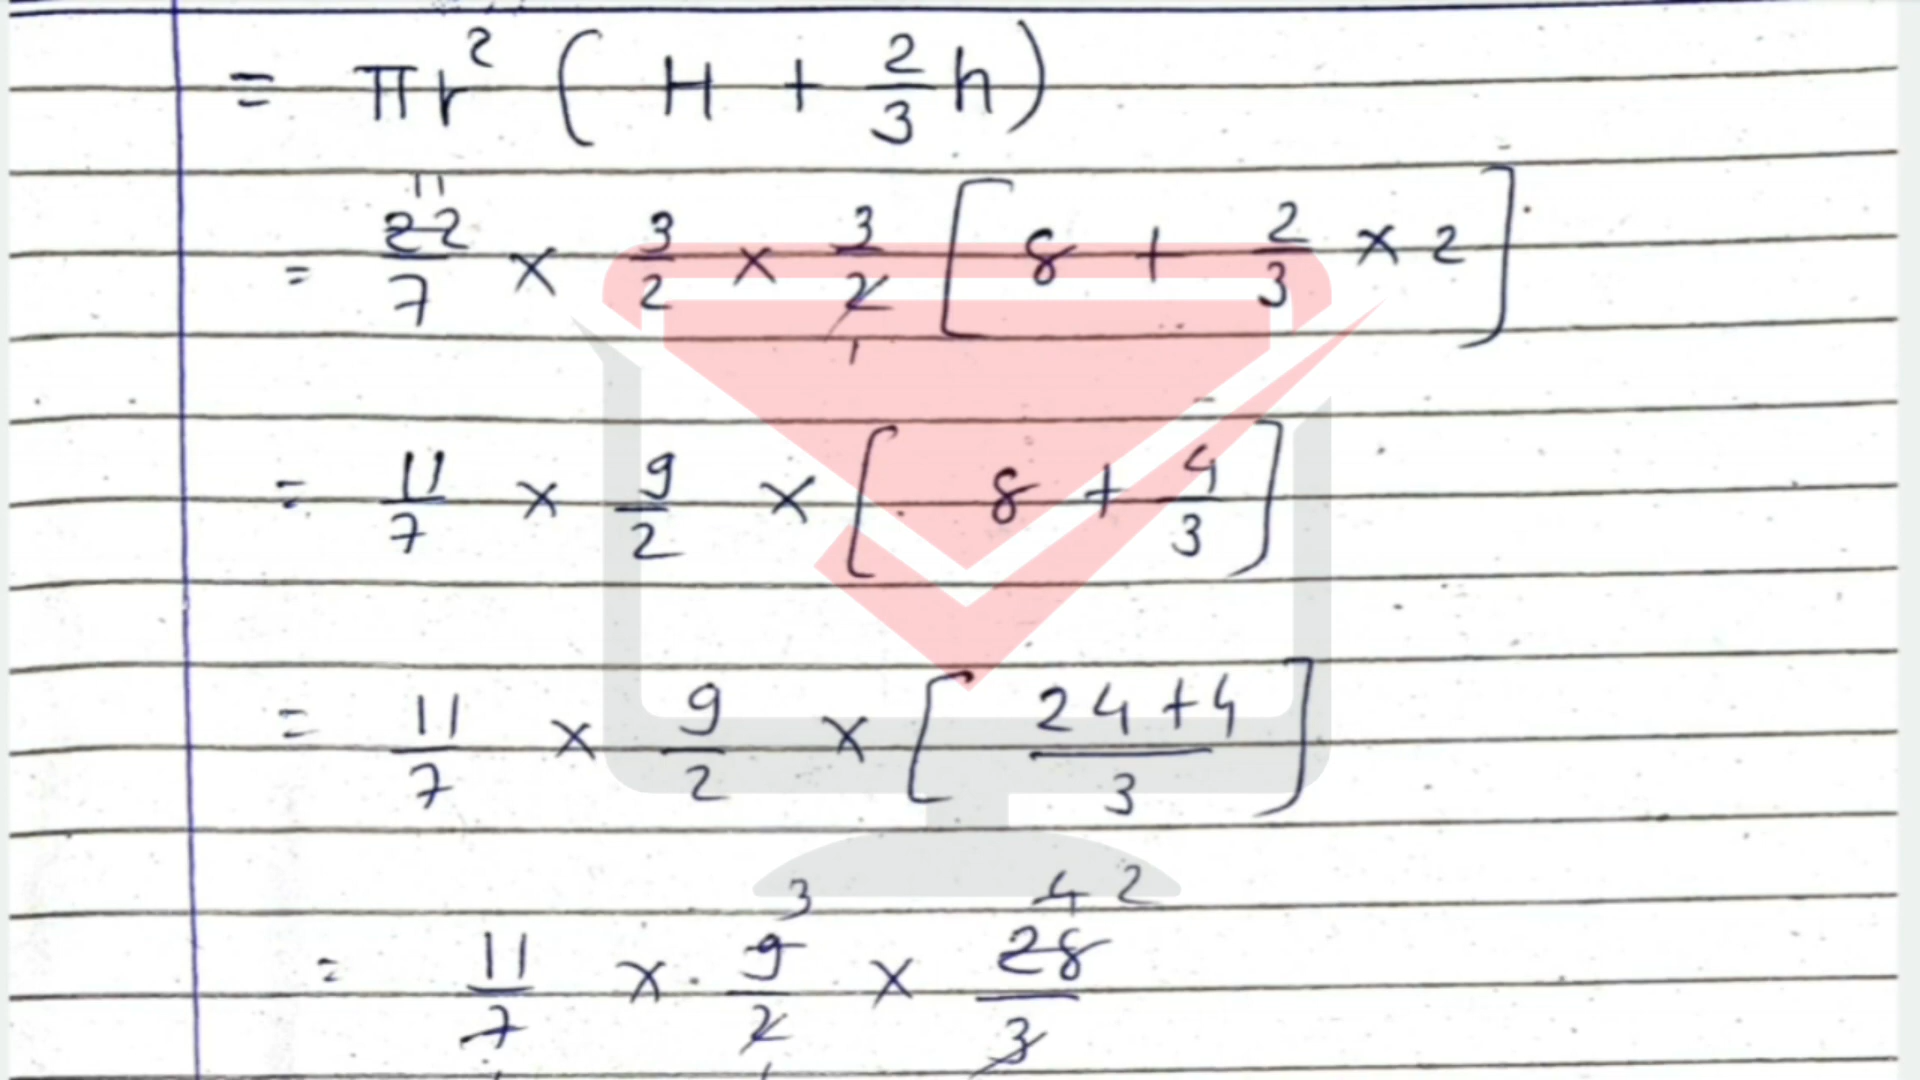 = πr² ( H + 2/3 h )
= 22/7 × 3/2 × 3/2 [ 8 + 2/3 × 2 ]
= 11/7 × 9/2 × [ 8 + 4/3 ]
= 11/7 × 9/2 × [ 24+4/3 ]
= 11/7 × 9/2 × 28/3